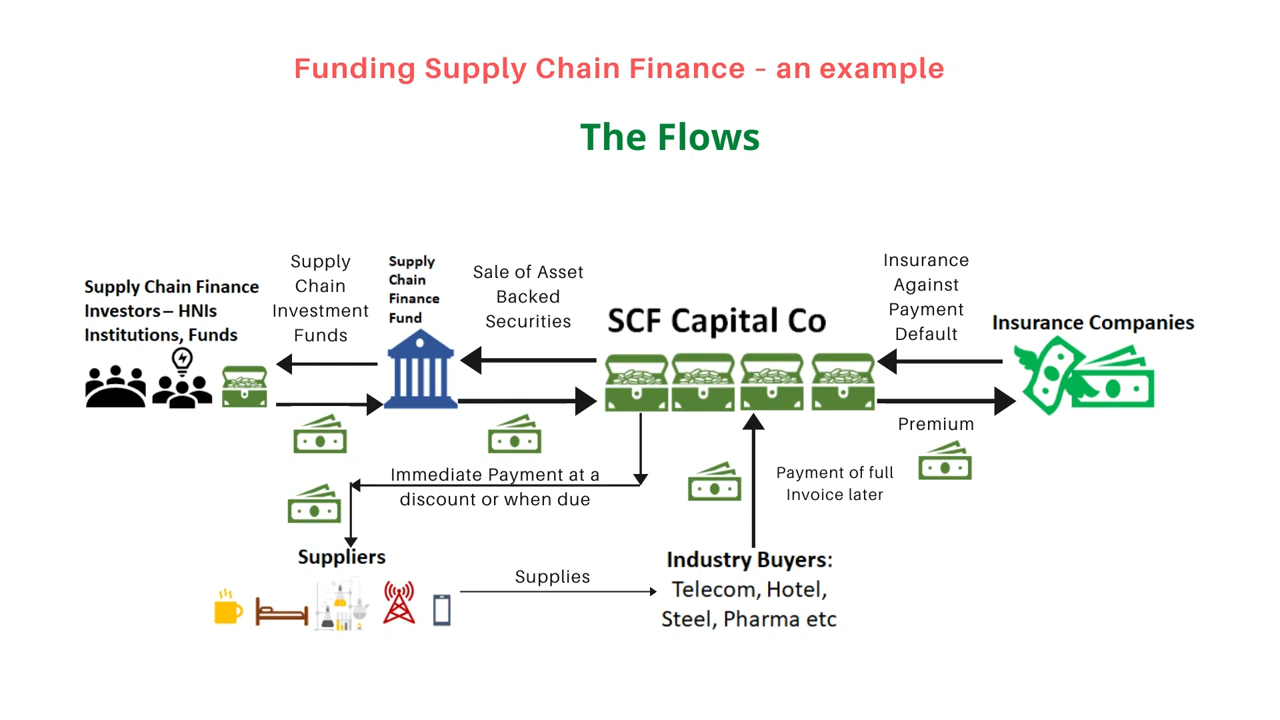 Funding Supply Chain Finance - an example
The Flows
Supply Chain Finance
Investors – HNIs
Institutions, Funds
Supply
Chain
Investment
Funds
Supply
Chain
Finance
Fund
Sale of Asset
Backed
Securities
SCF Capital Co
Insurance
Against
Payment
Default
Insurance Companies
Premium
Immediate Payment at a
discount or when due
Payment of full
Invoice later
Suppliers
Supplies
Industry Buyers:
Telecom, Hotel,
Steel, Pharma etc